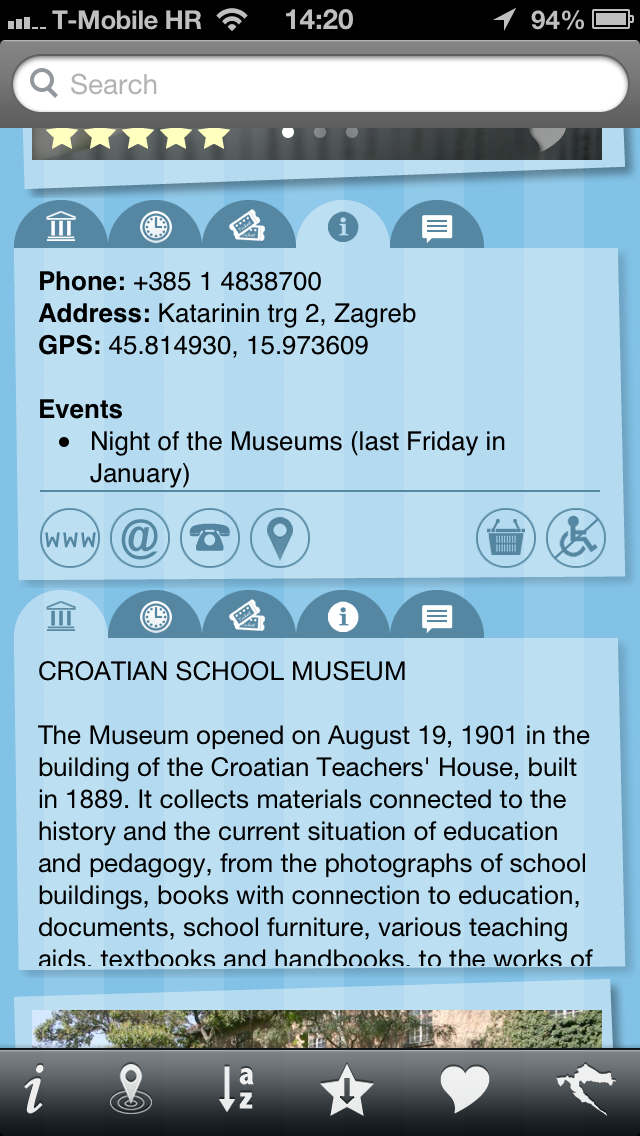 T-Mobile HR 14:20 94%
Search
Phone: +385 1 4838700
Address: Katarinin trg 2, Zagreb
GPS: 45.814930, 15.973609
Events
• Night of the Museums (last Friday in
January)
www @
CROATIAN SCHOOL MUSEUM
The Museum opened on August 19, 1901 in the
building of the Croatian Teachers' House, built
in 1889. It collects materials connected to the
history and the current situation of education
and pedagogy, from the photographs of school
buildings, books with connection to education,
documents, school furniture, various teaching
aids, textbooks and handbooks, to the works of
i a z